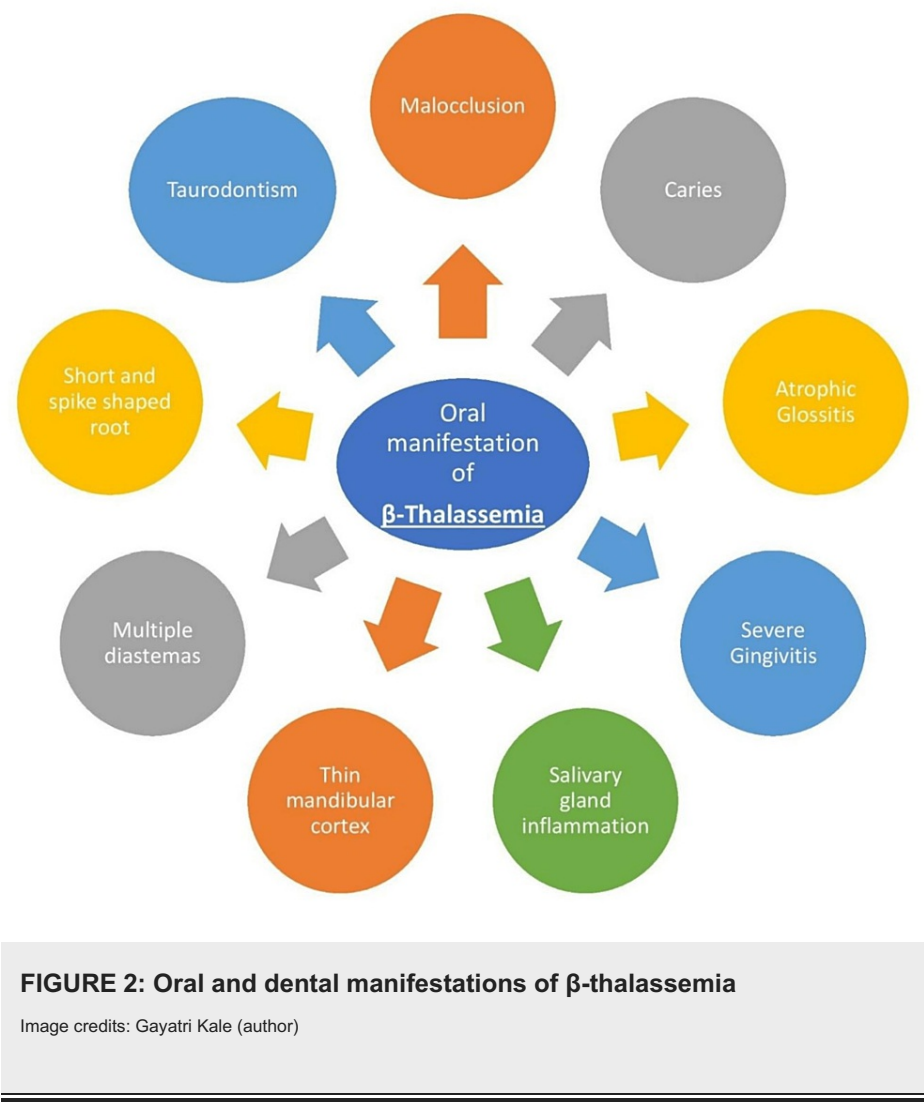 Malocclusion
Taurodontism
Caries
Short and
spike shaped
root
Atrophic
Glossitis
Oral
manifestation
of
β-Thalassemia
Multiple
diastemas
Severe
Gingivitis
Thin
mandibular
cortex
Salivary
gland
inflammation
FIGURE 2: Oral and dental manifestations of β-thalassemia
Image credits: Gayatri Kale (author)